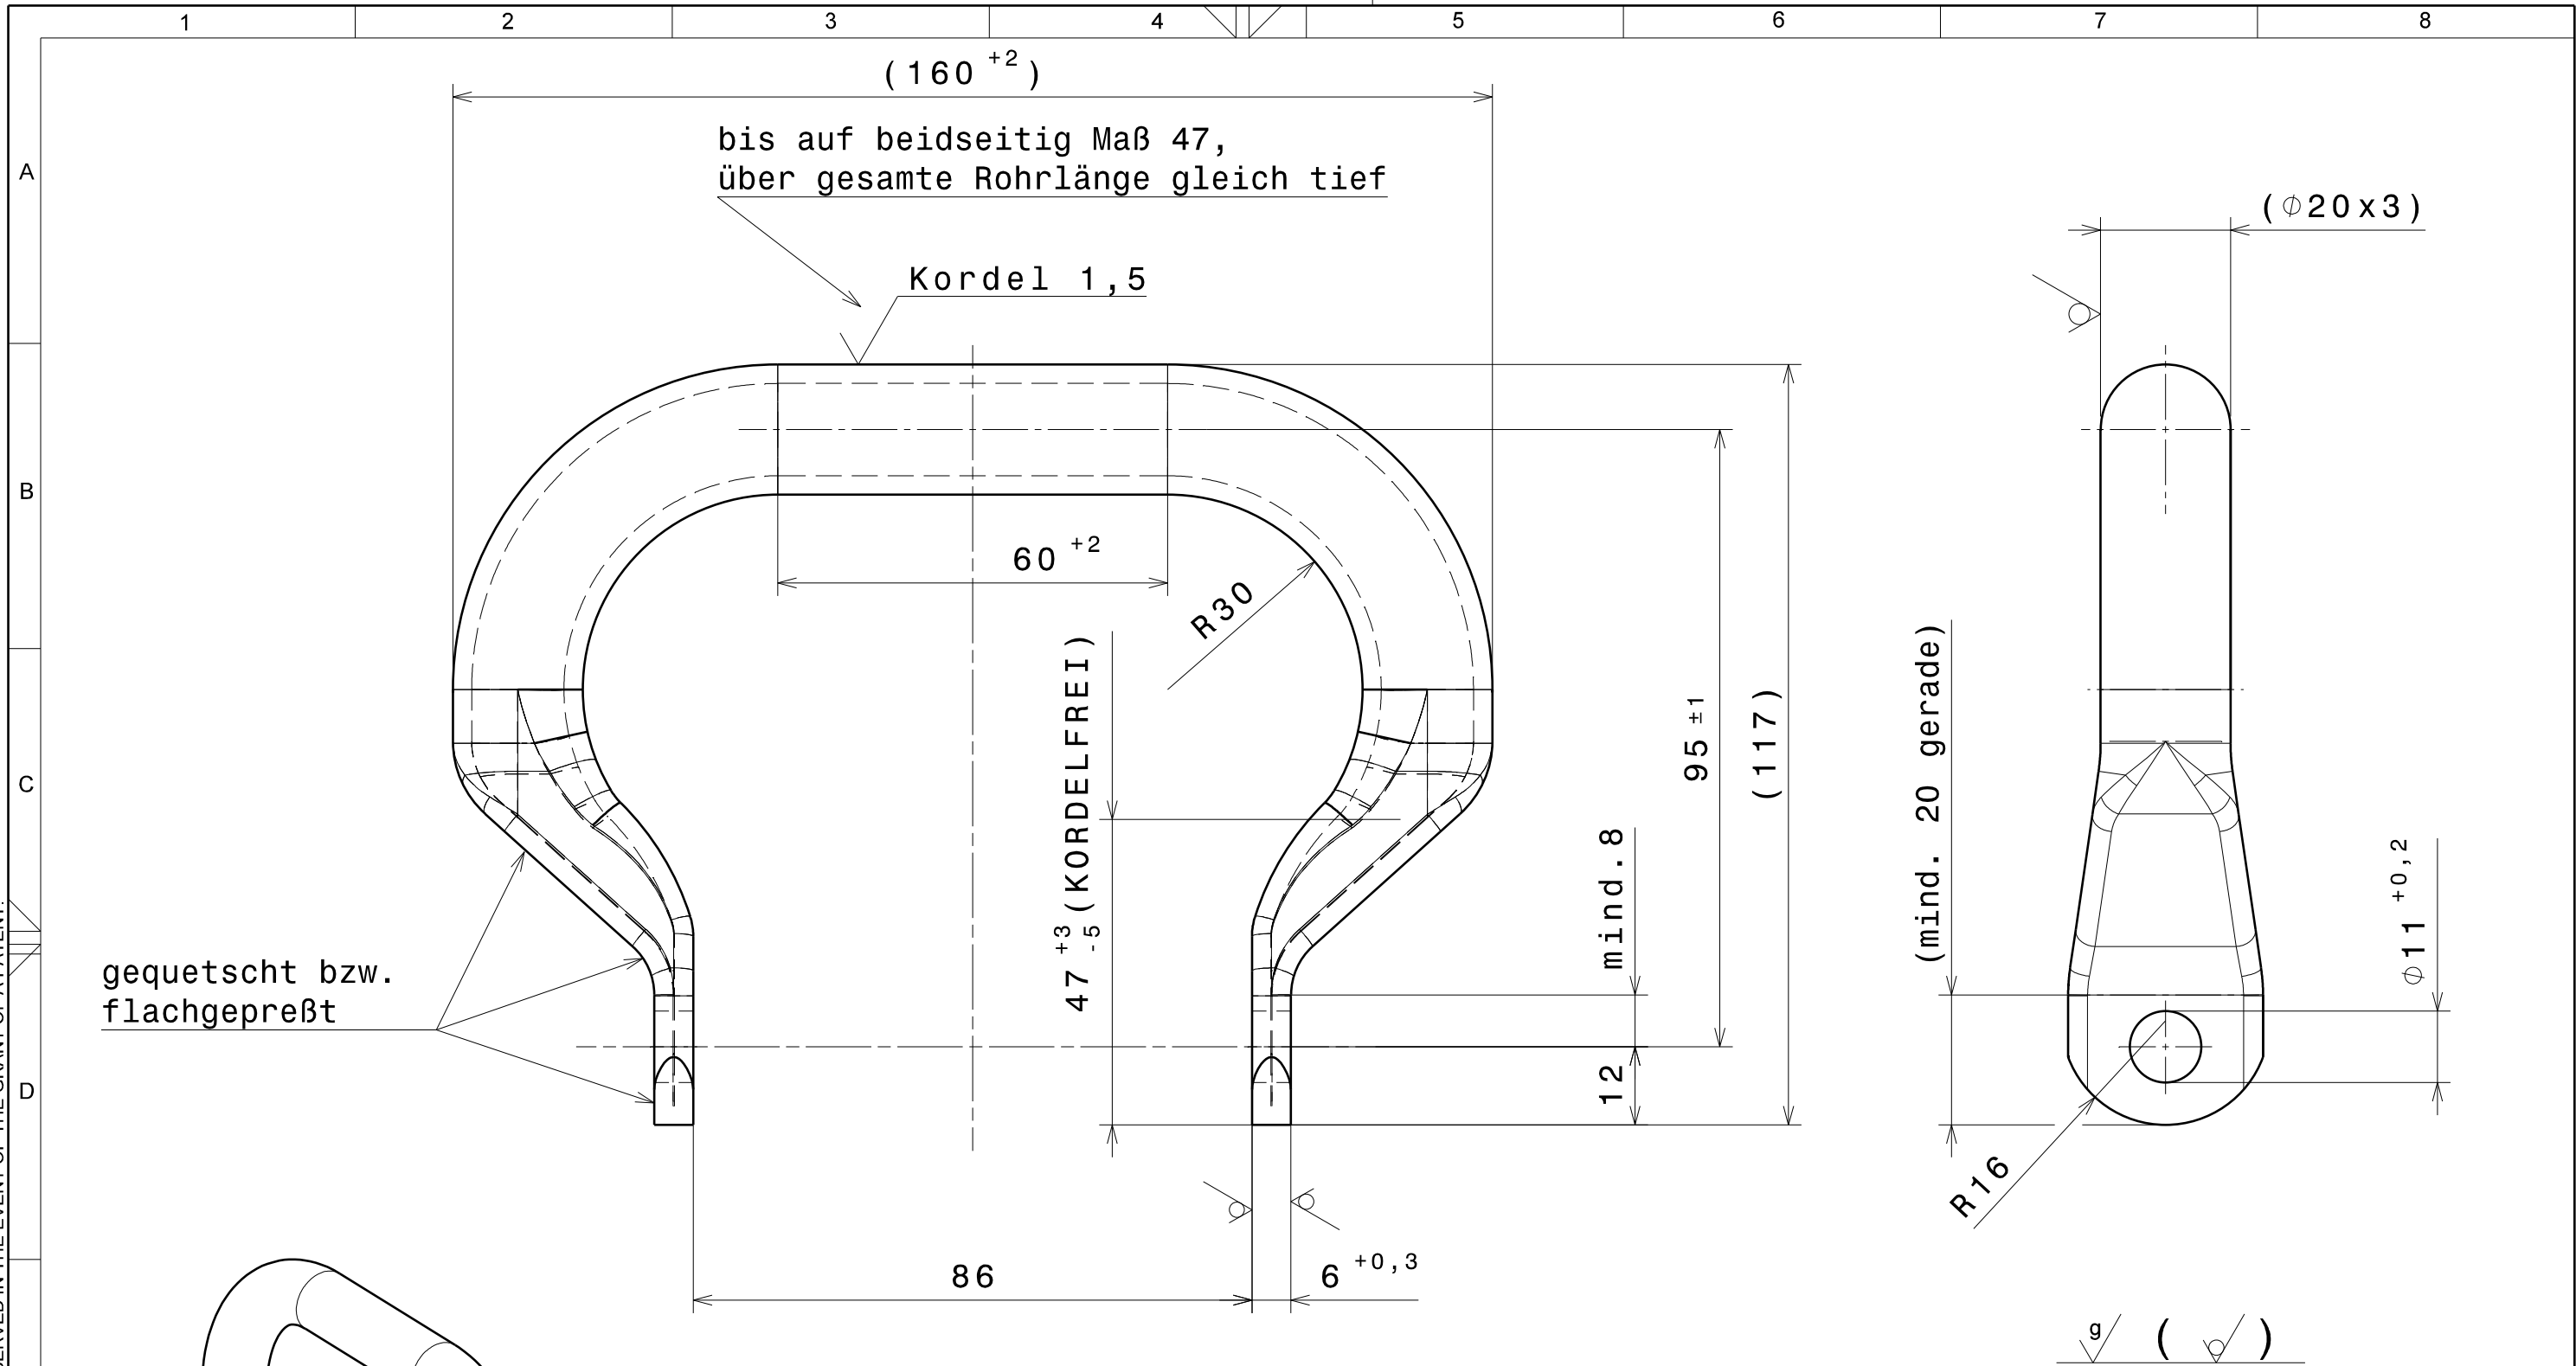 1 2 3 4 5 6 7 8
(160 +2)
bis auf beidseitig Maß 47,
über gesamte Rohrlänge gleich tief
A
(⌀20x3)
Kordel 1,5
B
60 +2
R30
47 +3 -5 (KORDELFREI)
95 ±1
(117)
(mind. 20 gerade)
C
mind.8
⌀11 +0,2
gequetscht bzw.
flachgepreßt
12
D
R16
86
6 +0,3
g ( )